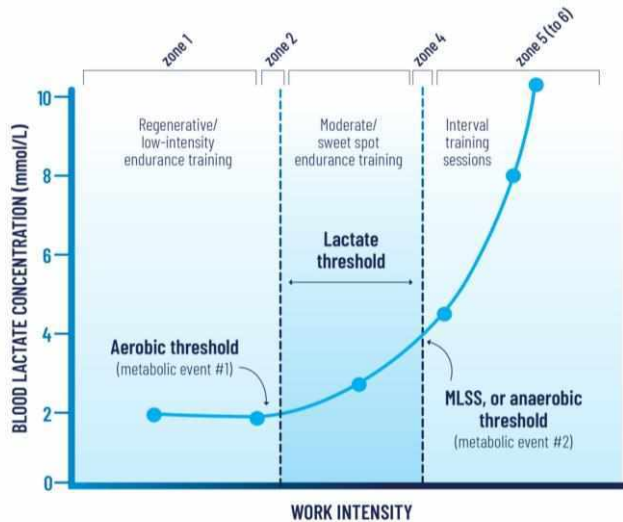 zone 1
zone 2
zone 4
zone 5 (to 6)
BLOOD LACTATE CONCENTRATION (mmol/L)
10
8
6
4
2
0
Regenerative/
low-intensity
endurance training
Moderate/
sweet spot
endurance training
Interval
training
sessions
Lactate
threshold
Aerobic threshold
(metabolic event #1)
MLSS, or anaerobic
threshold
(metabolic event #2)
WORK INTENSITY